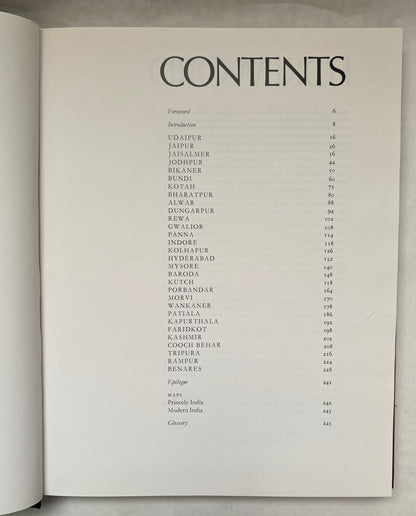 CONTENTS
Foreword 6
Introduction 8
UDAIPUR 16
JAIPUR 26
JAISALMER 36
JODHPUR 44
BIKANER 50
BUNDI 60
KOTAH 72
BHARATPUR 80
ALWAR 88
DUNGARPUR 94
REWA 102
GWALIOR 108
PANNA 114
INDORE 118
KOLHAPUR 126
HYDERABAD 132
MYSORE 140
BARODA 148
KUTCH 158
PORBANDAR 164
MORVI 170
WANKANER 178
PATIALA 186
KAPURTHALA 192
FARIDKOT 198
KASHMIR 202
COOCH BEHAR 208
TRIPURA 216
RAMPUR 224
BENARES 228
Epilogue 241
MAPS
Princely India 242
Modern India 243
Glossary 245